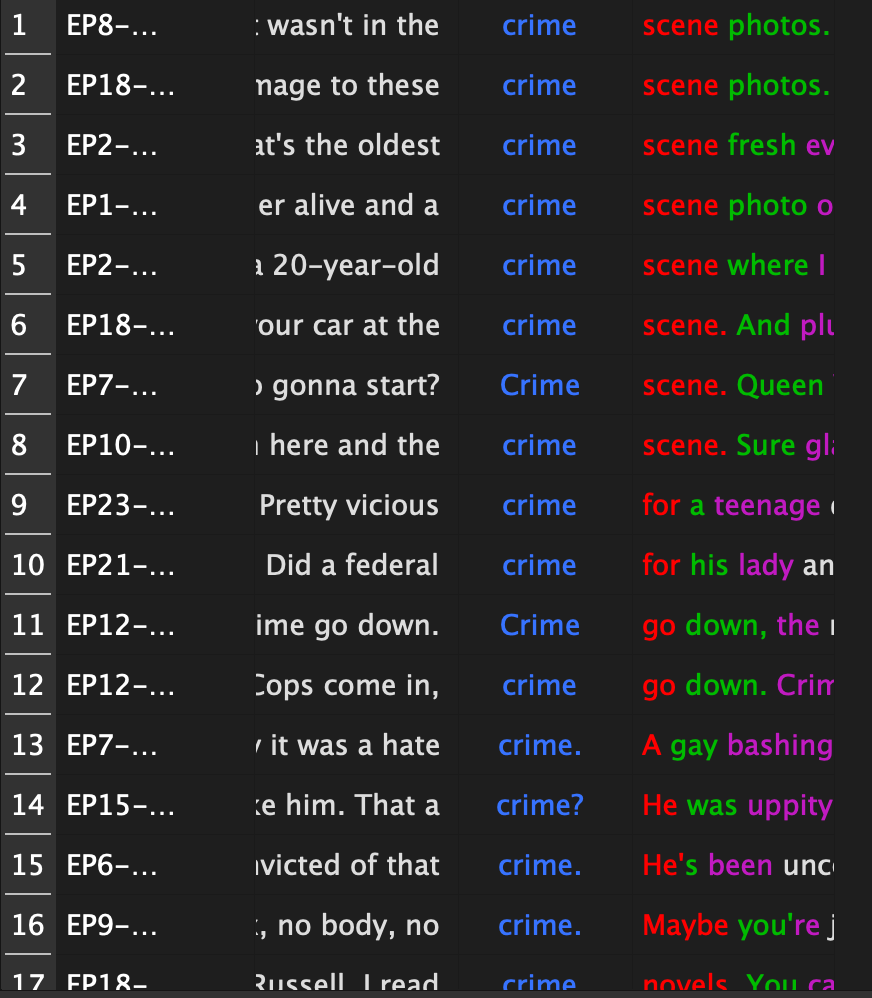 1 EP8-... wasn't in the crime scene photos.
2 EP18-... mage to these crime scene photos.
3 EP2-... at's the oldest crime scene fresh ev
4 EP1-... er alive and a crime scene photo o
5 EP2-... a 20-year-old crime scene where I
6 EP18-... your car at the crime scene. And plu
7 EP7-... gonna start? Crime scene. Queen
8 EP10-... here and the crime scene. Sure gla
9 EP23-... Pretty vicious crime for a teenage
10 EP21-... Did a federal crime for his lady an
11 EP12-... ime go down. Crime go down, the
12 EP12-... Cops come in, crime go down. Crim
13 EP7-... it was a hate crime. A gay bashing
14 EP15-... ke him. That a crime? He was uppity
15 EP6-... nvicted of that crime. He's been unc
16 EP9-... , no body, no crime. Maybe you're j
17 EP18-... Russell. I read crime novels. You ca